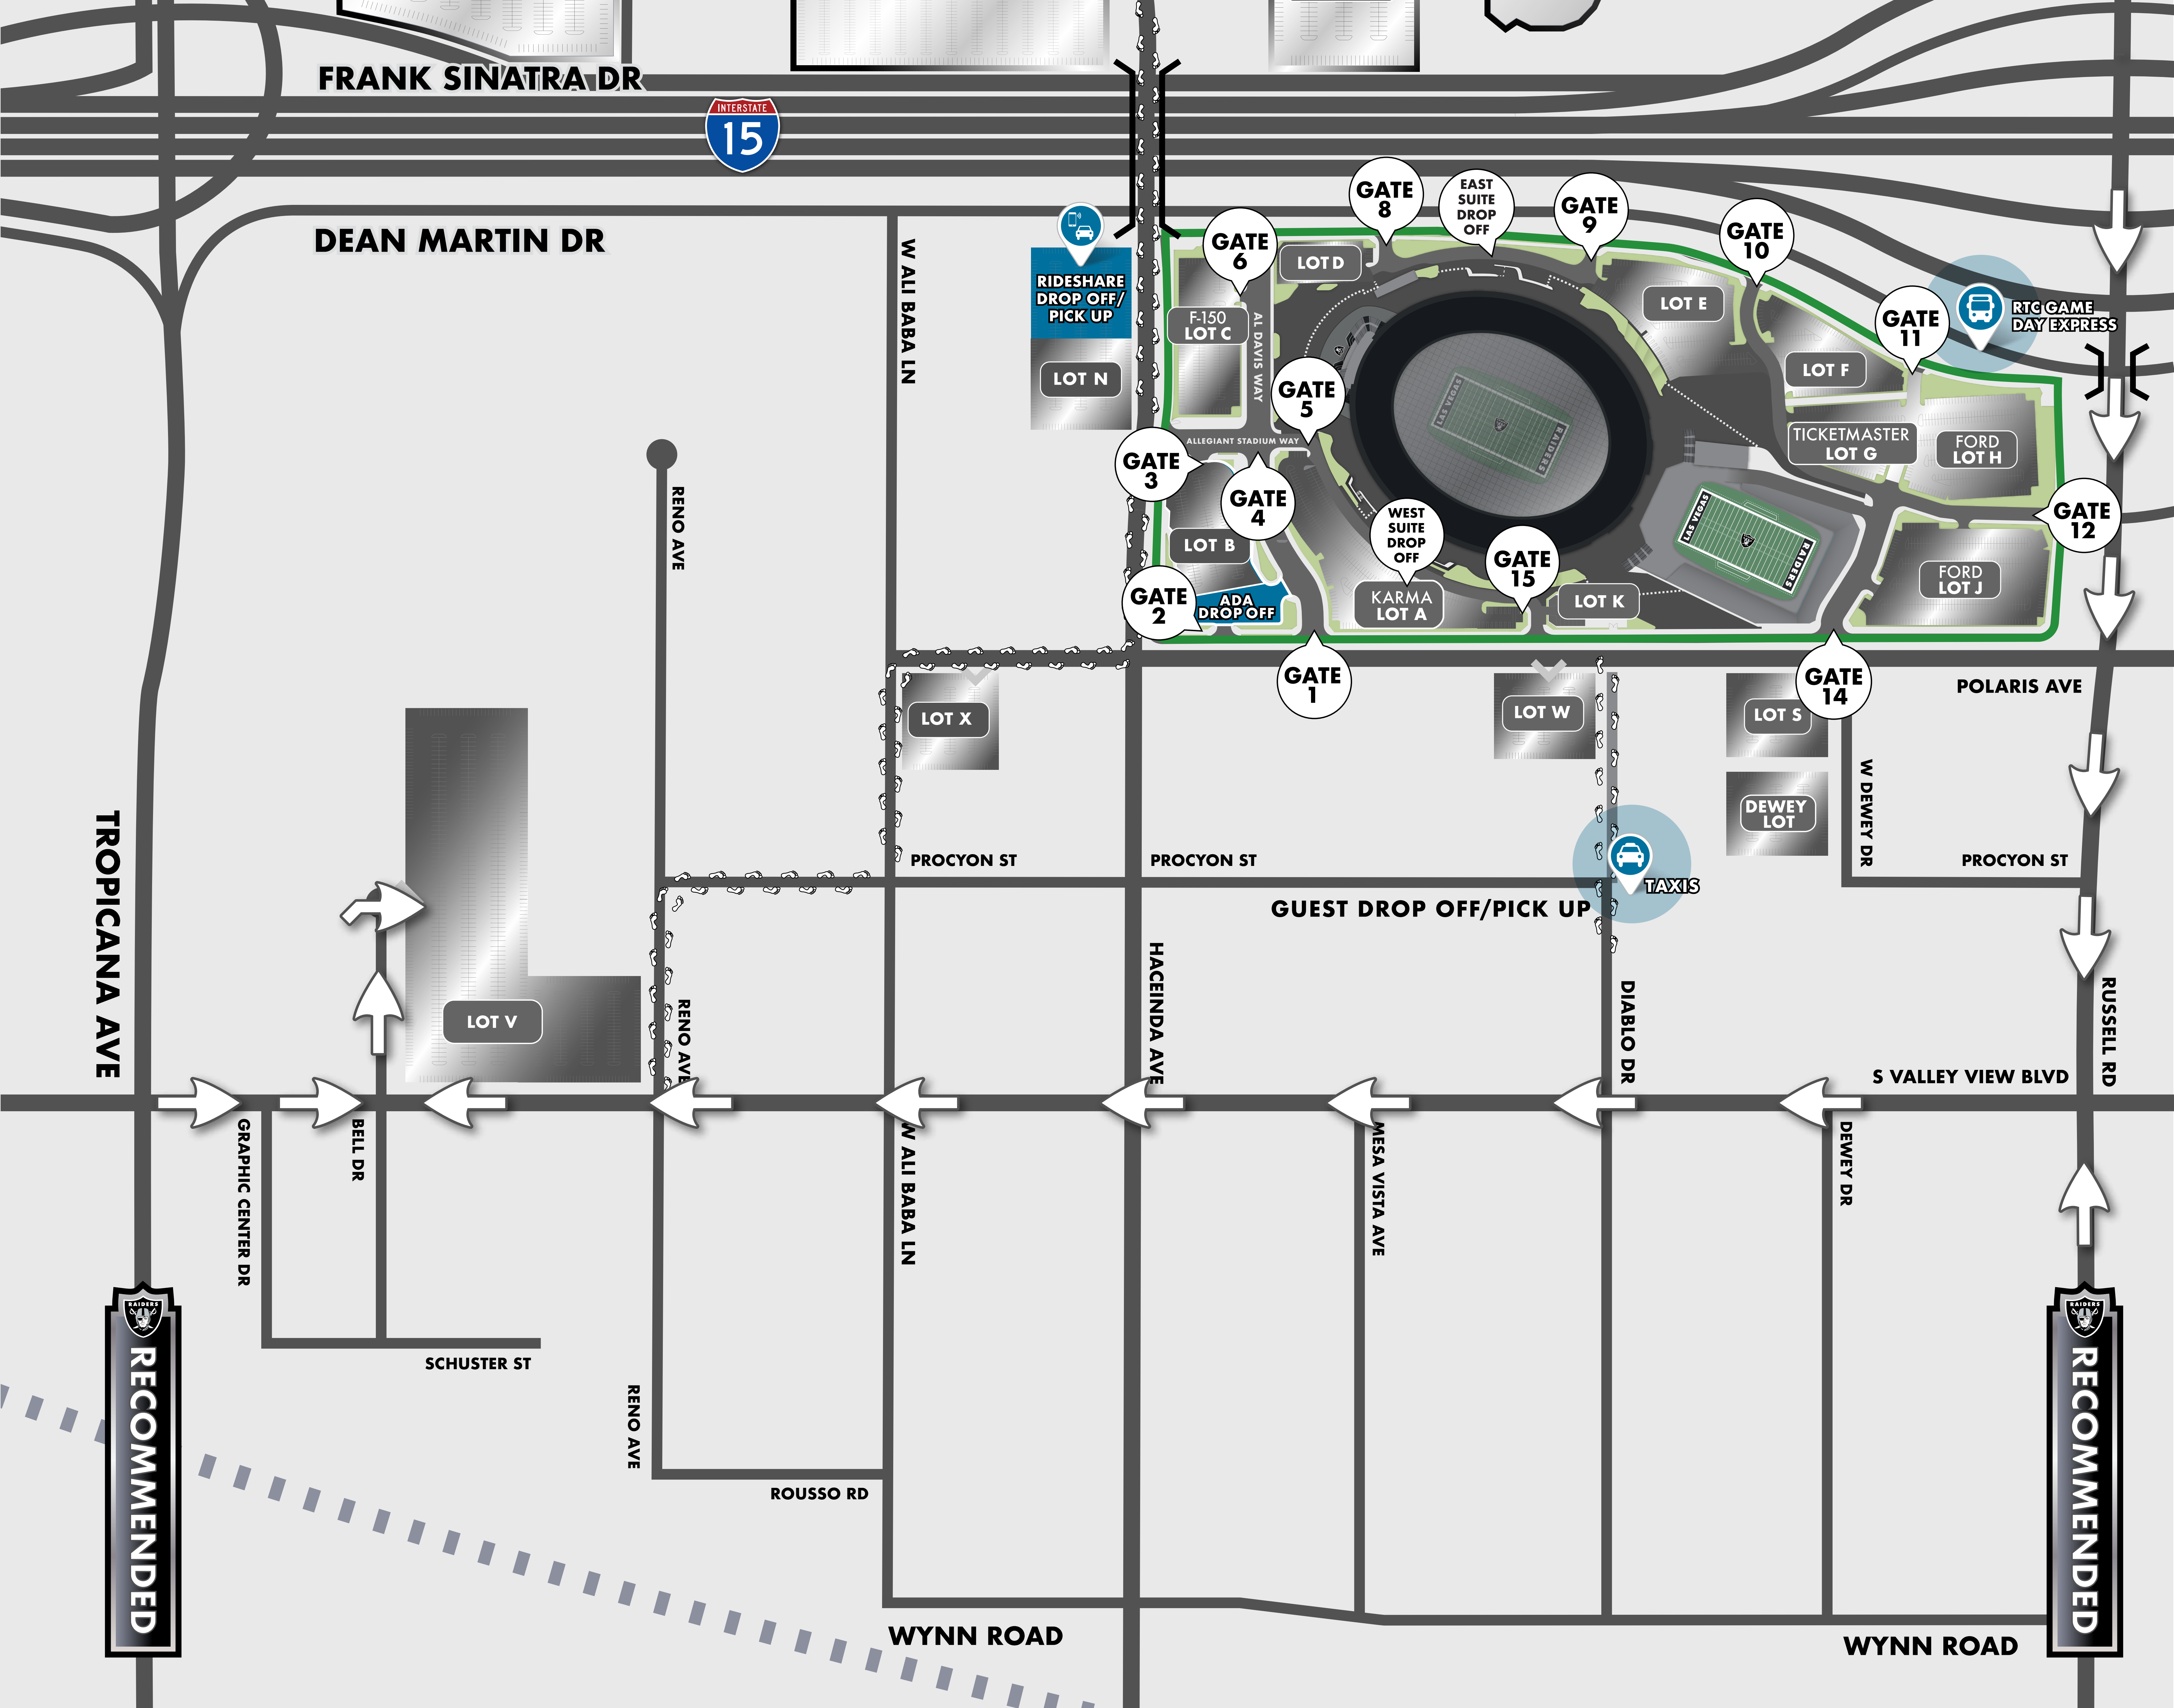 FRANK SINATRA DR
INTERSTATE
15
DEAN MARTIN DR
W ALI BABA LN
RIDESHARE
DROP OFF/
PICK UP
LOT N
GATE
6
LOT D
GATE
8
EAST
SUITE
DROP
OFF
GATE
9
GATE
10
GATE
11
RTC GAME
DAY EXPRESS
F-150
LOT C
AL DAVIS WAY
LOT E
LOT F
GATE
5
LAS VEGAS
RAIDERS
ALLEGIANT STADIUM WAY
TICKETMASTER
LOT G
FORD
LOT H
GATE
3
GATE
4
WEST
SUITE
DROP
OFF
LAS VEGAS
RAIDERS
GATE
12
LOT B
GATE
15
FORD
LOT J
GATE
2
ADA
DROP OFF
KARMA
LOT A
LOT K
RENO AVE
GATE
1
GATE
14
POLARIS AVE
LOT X
LOT W
LOT S
DEWEY
LOT
W DEWEY DR
TROPICANA AVE
PROCYON ST
PROCYON ST
PROCYON ST
TAXIS
GUEST DROP OFF/PICK UP
LOT V
RENO AVE
HACEINDA AVE
DIABLO DR
RUSSELL RD
S VALLEY VIEW BLVD
GRAPHIC CENTER DR
BELL DR
W ALI BABA LN
MESA VISTA AVE
DEWEY DR
SCHUSTER ST
RENO AVE
ROUSSO RD
RAIDERS
RECOMMENDED
RAIDERS
RECOMMENDED
WYNN ROAD
WYNN ROAD